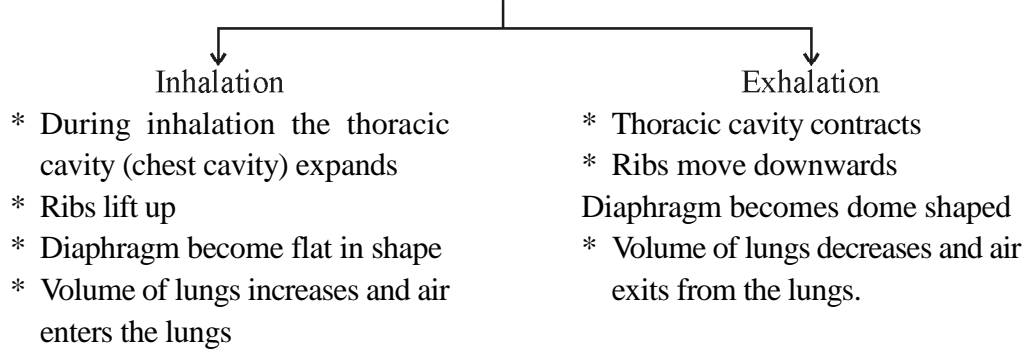 Inhalation
* During inhalation the thoracic
cavity (chest cavity) expands
* Ribs lift up
* Diaphragm become flat in shape
* Volume of lungs increases and air
enters the lungs
Exhalation
* Thoracic cavity contracts
* Ribs move downwards
Diaphragm becomes dome shaped
* Volume of lungs decreases and air
exits from the lungs.